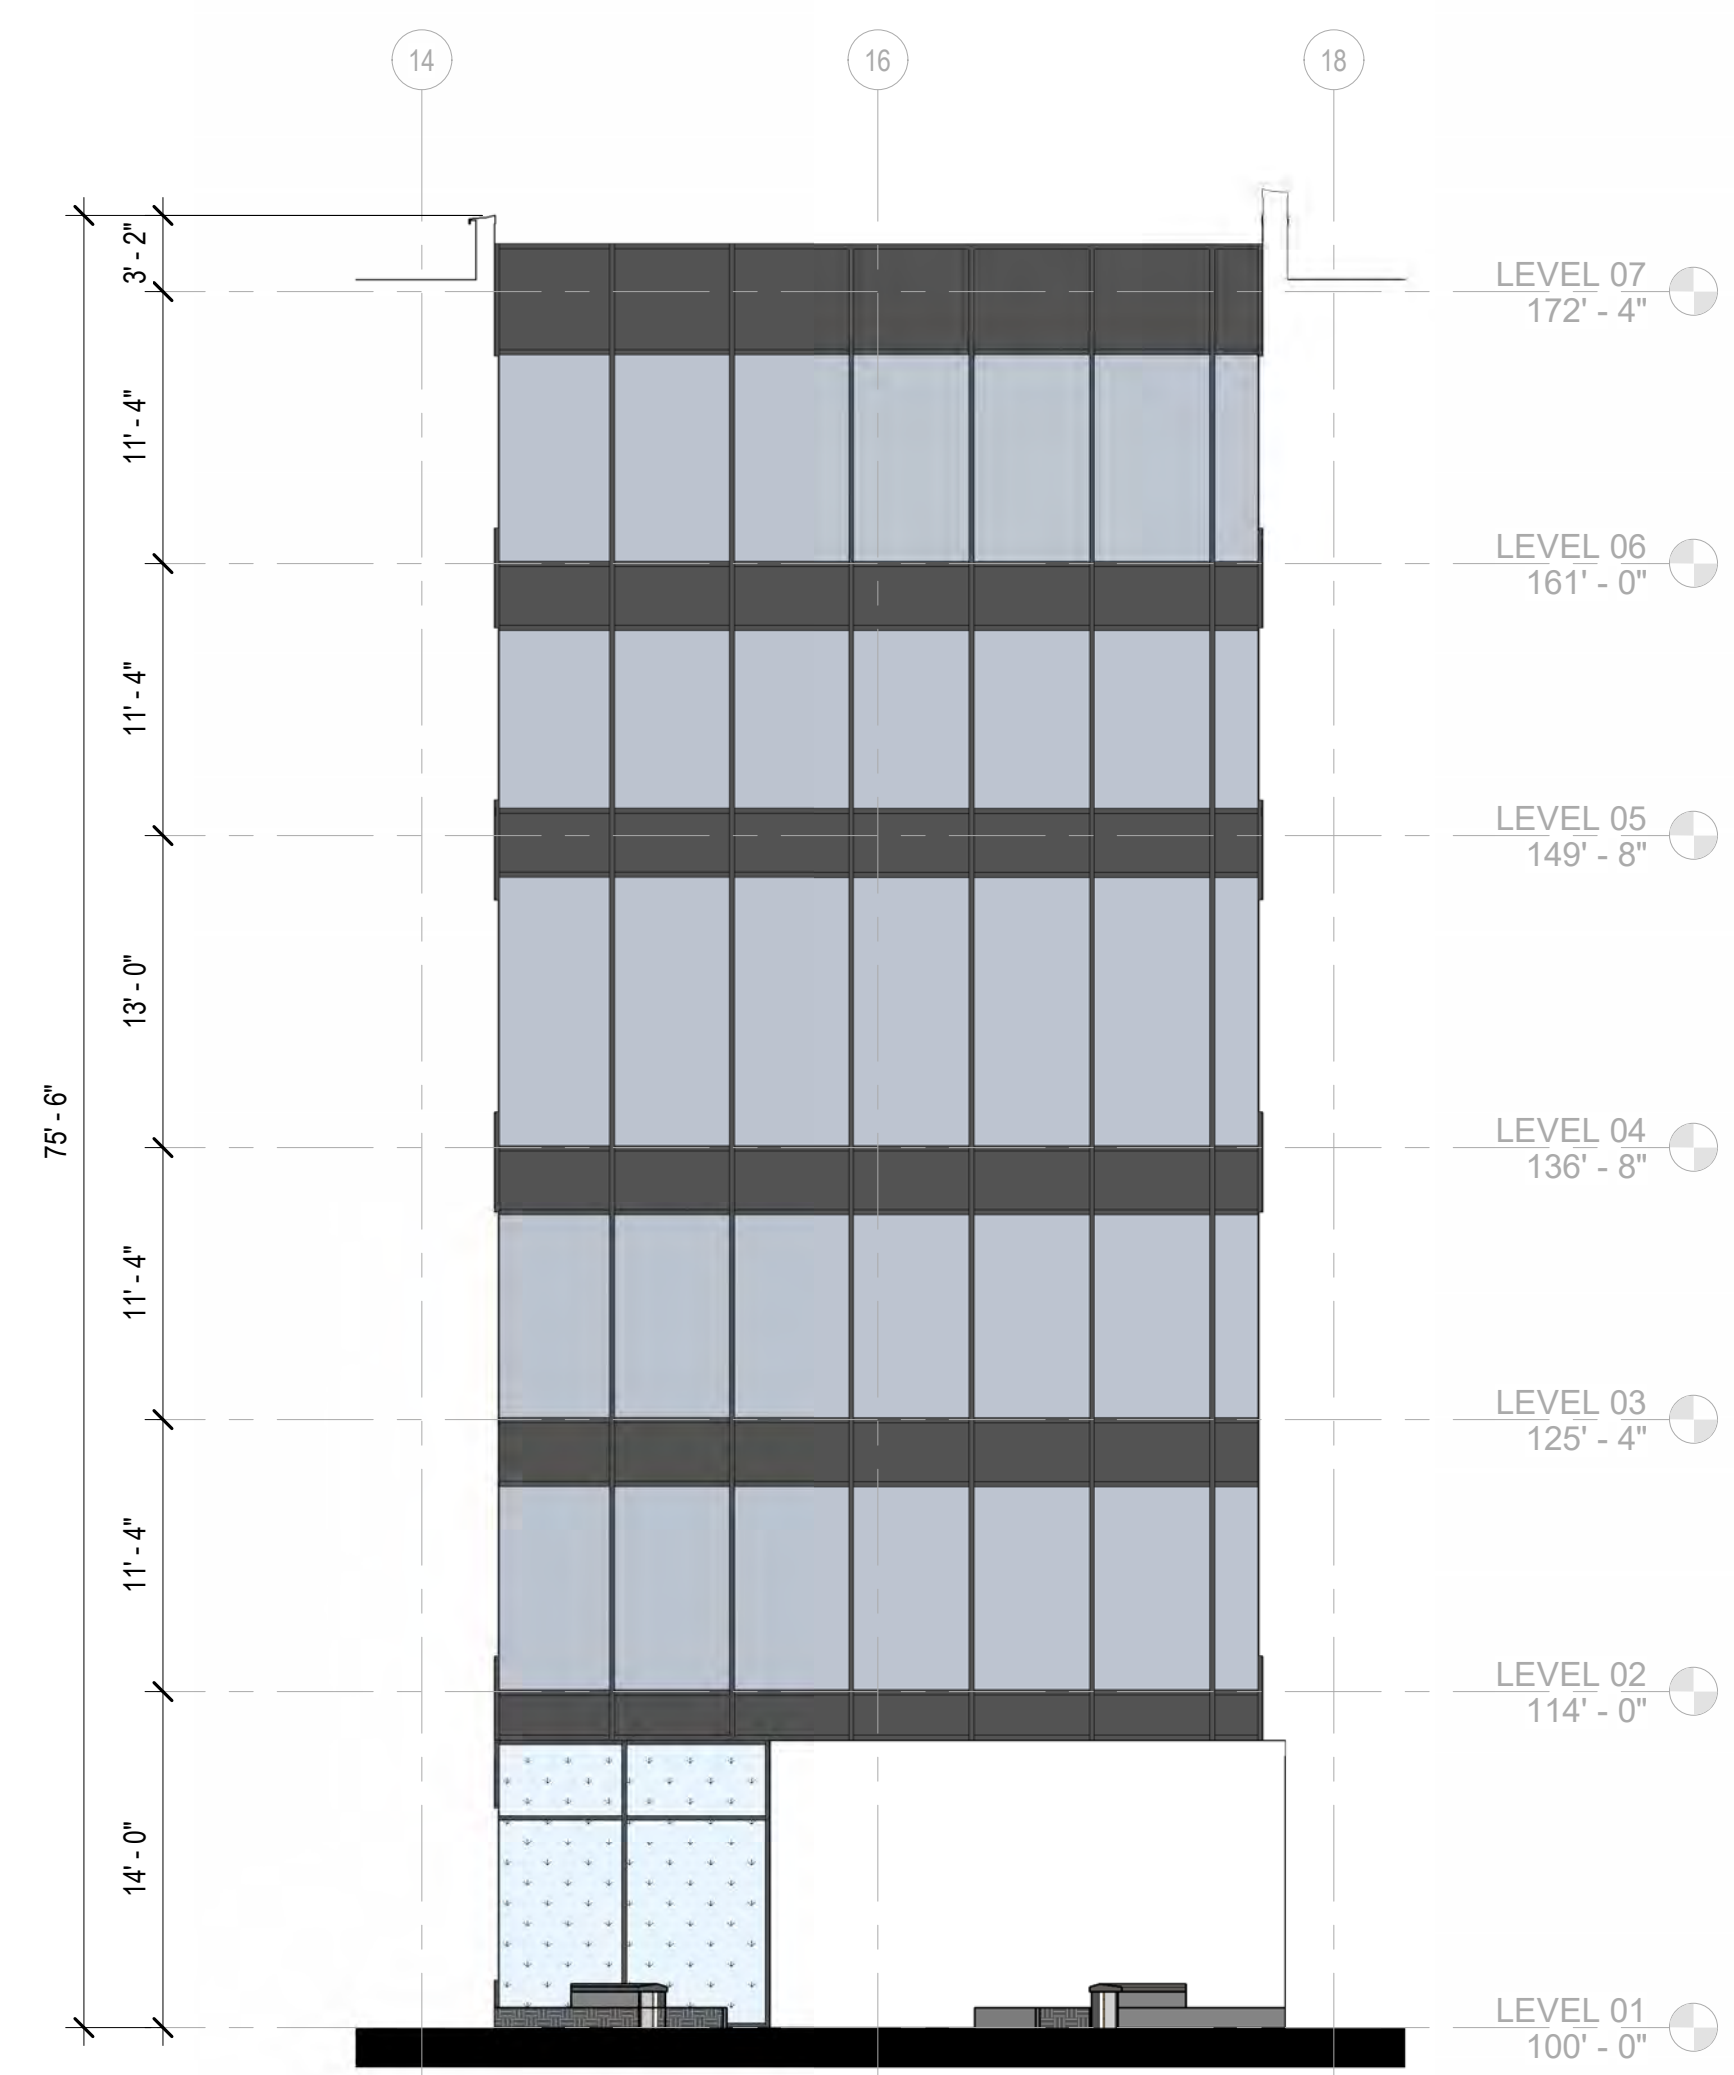 14
16
18
3' - 2"
LEVEL 07
172' - 4"
11' - 4"
LEVEL 06
161' - 0"
11' - 4"
LEVEL 05
149' - 8"
13' - 0"
75' - 6"
LEVEL 04
136' - 8"
11' - 4"
LEVEL 03
125' - 4"
11' - 4"
LEVEL 02
114' - 0"
14' - 0"
LEVEL 01
100' - 0"